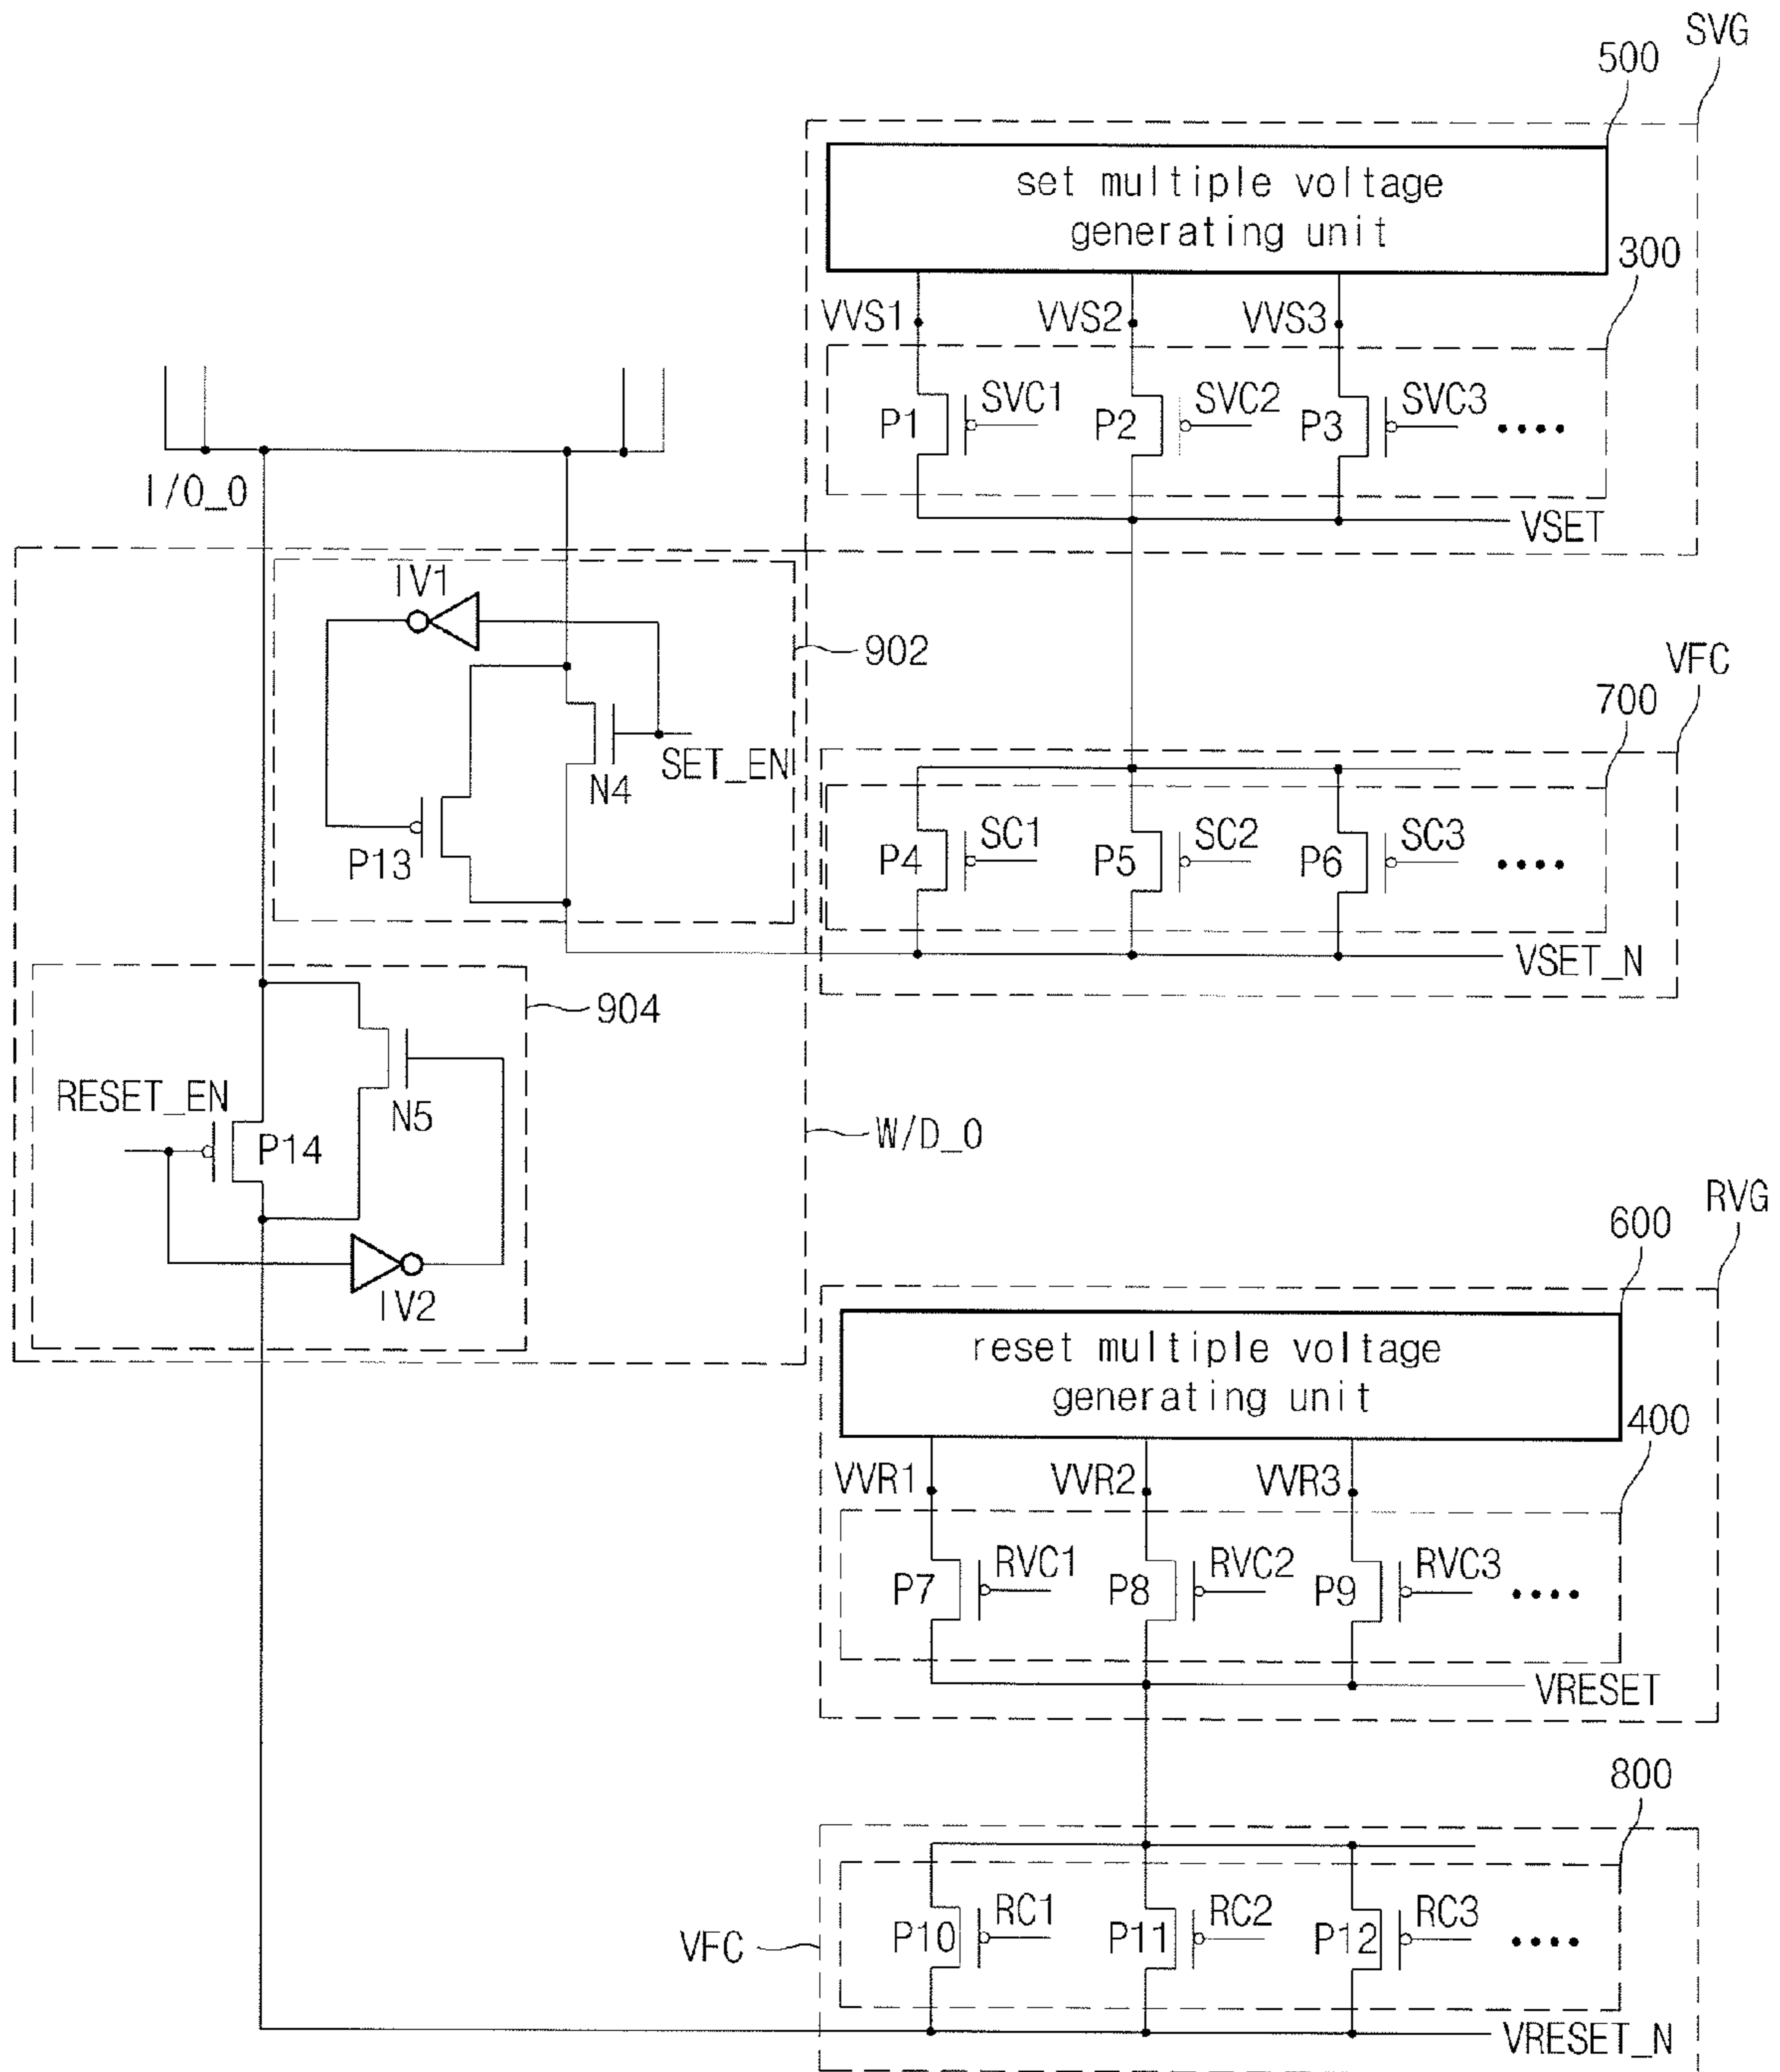 SVG
500
set multiple voltage
generating unit
300
VVS1
VVS2
VVS3
P1
SVC1
P2
SVC2
P3
SVC3
••••
I/O_0
VSET
IV1
902
VFC
700
SET_EN
N4
P13
P4
SC1
P5
SC2
P6
SC3
••••
VSET_N
904
RESET_EN
N5
P14
W/D_0
IV2
RVG
600
reset multiple voltage
generating unit
400
VVR1
VVR2
VVR3
P7
RVC1
P8
RVC2
P9
RVC3
••••
VRESET
800
VFC
P10
RC1
P11
RC2
P12
RC3
••••
VRESET_N